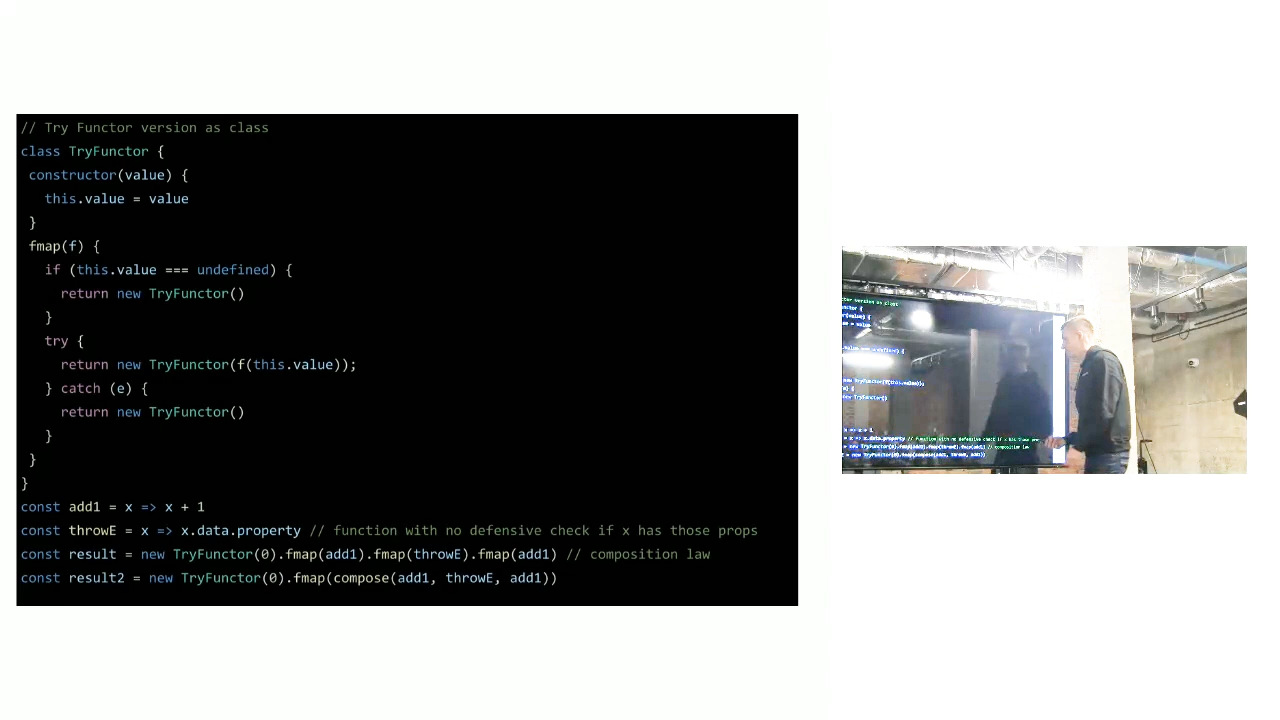 // Try Functor version as class
class TryFunctor {
constructor(value) {
this.value = value
}
fmap(f) {
if (this.value === undefined) {
return new TryFunctor()
}
try {
return new TryFunctor(f(this.value));
} catch (e) {
return new TryFunctor()
}
}
}
const add1 = x => x + 1
const throwE = x => x.data.property // function with no defensive check if x has those props
const result = new TryFunctor(0).fmap(add1).fmap(throwE).fmap(add1) // composition law
const result2 = new TryFunctor(0).fmap(compose(add1, throwE, add1))